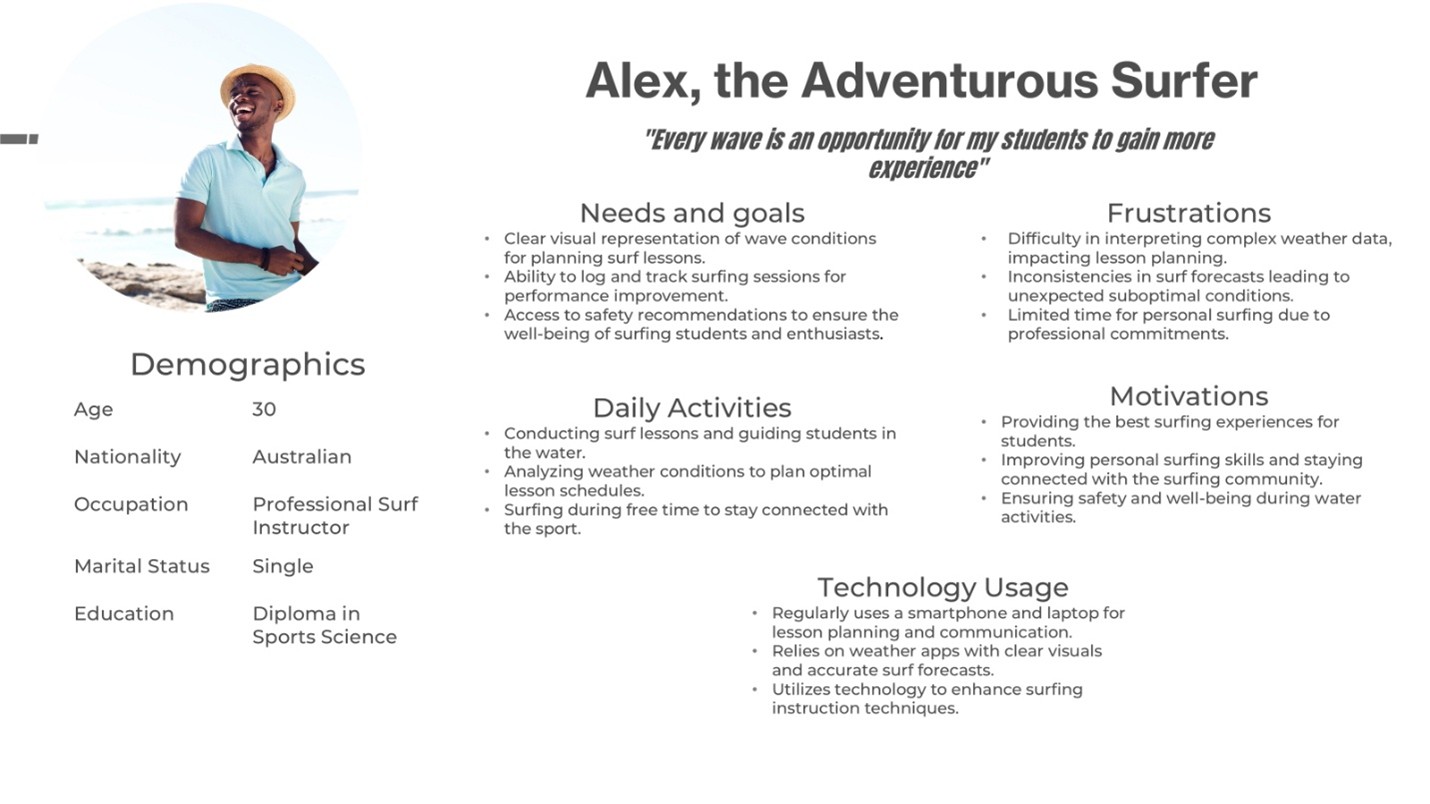 Alex, the Adventurous Surfer
"Every wave is an opportunity for my students to gain more
experience"
Demographics
Age 30
Nationality Australian
Occupation Professional Surf
Instructor
Marital Status Single
Education Diploma in
Sports Science
Needs and goals
• Clear visual representation of wave conditions
for planning surf lessons.
• Ability to log and track surfing sessions for
performance improvement.
• Access to safety recommendations to ensure the
well-being of surfing students and enthusiasts.
Frustrations
• Difficulty in interpreting complex weather data,
impacting lesson planning.
• Inconsistencies in surf forecasts leading to
unexpected suboptimal conditions.
• Limited time for personal surfing due to
professional commitments.
Daily Activities
• Conducting surf lessons and guiding students in
the water.
• Analyzing weather conditions to plan optimal
lesson schedules.
• Surfing during free time to stay connected with
the sport.
Motivations
• Providing the best surfing experiences for
students.
• Improving personal surfing skills and staying
connected with the surfing community.
• Ensuring safety and well-being during water
activities.
Technology Usage
• Regularly uses a smartphone and laptop for
lesson planning and communication.
• Relies on weather apps with clear visuals
and accurate surf forecasts.
• Utilizes technology to enhance surfing
instruction techniques.